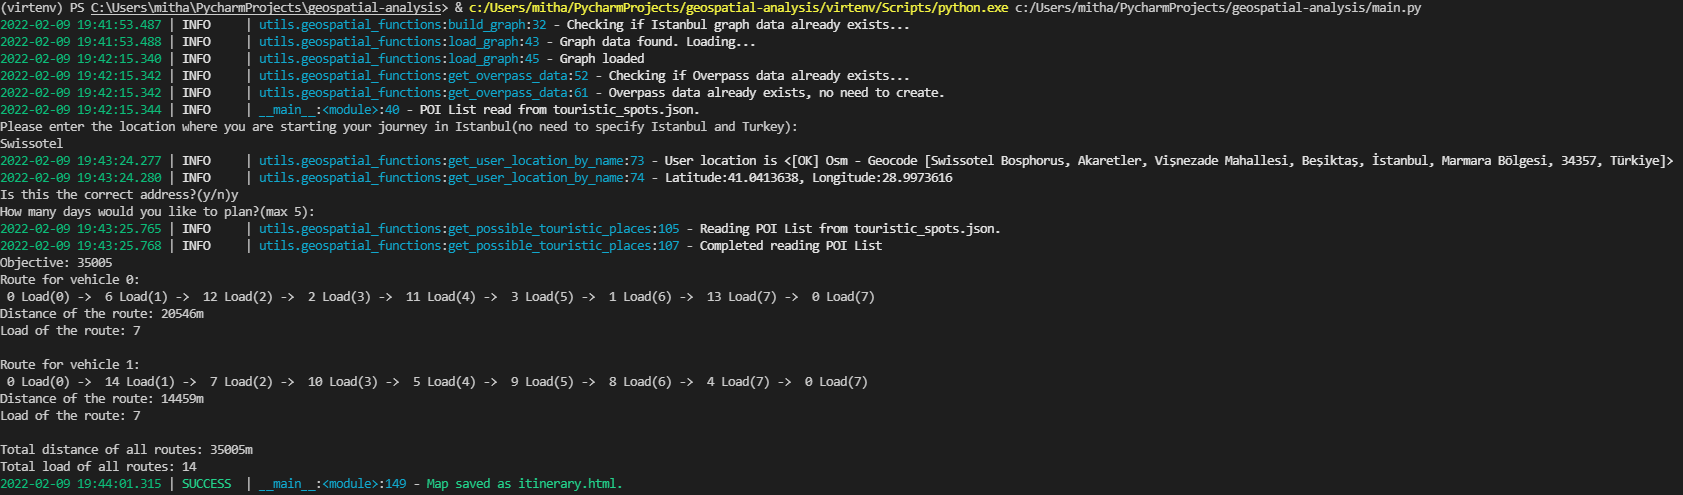 (virtenv) PS C:\Users\mitha\PycharmProjects\geospatial-analysis> & c:/Users/mitha/PycharmProjects/geospatial-analysis/virtenv/Scripts/python.exe c:/Users/mitha/PycharmProjects/geospatial-analysis/main.py
2022-02-09 19:41:53.487 | INFO     | utils.geospatial_functions:build_graph:32 - Checking if Istanbul graph data already exists...
2022-02-09 19:41:53.488 | INFO     | utils.geospatial_functions:load_graph:43 - Graph data found. Loading...
2022-02-09 19:42:15.340 | INFO     | utils.geospatial_functions:load_graph:45 - Graph loaded
2022-02-09 19:42:15.342 | INFO     | utils.geospatial_functions:get_overpass_data:52 - Checking if Overpass data already exists...
2022-02-09 19:42:15.342 | INFO     | utils.geospatial_functions:get_overpass_data:61 - Overpass data already exists, no need to create.
2022-02-09 19:42:15.344 | INFO     | __main__:<module>:40 - POI List read from touristic_spots.json.
Please enter the location where you are starting your journey in Istanbul(no need to specify Istanbul and Turkey):
Swissotel
2022-02-09 19:43:24.277 | INFO     | utils.geospatial_functions:get_user_location_by_name:73 - User location is <[OK] Osm - Geocode [Swissotel Bosphorus, Akaretler, Vişnezade Mahallesi, Beşiktaş, İstanbul, Marmara Bölgesi, 34357, Türkiye]>
2022-02-09 19:43:24.280 | INFO     | utils.geospatial_functions:get_user_location_by_name:74 - Latitude:41.0413638, Longitude:28.9973616
Is this the correct address?(y/n)y
How many days would you like to plan?(max 5):
2022-02-09 19:43:25.765 | INFO     | utils.geospatial_functions:get_possible_touristic_places:105 - Reading POI List from touristic_spots.json.
2022-02-09 19:43:25.768 | INFO     | utils.geospatial_functions:get_possible_touristic_places:107 - Completed reading POI List
Objective: 35005
Route for vehicle 0:
 0 Load(0) ->  6 Load(1) ->  12 Load(2) ->  2 Load(3) ->  11 Load(4) ->  3 Load(5) ->  1 Load(6) ->  13 Load(7) ->  0 Load(7)
Distance of the route: 20546m
Load of the route: 7

Route for vehicle 1:
 0 Load(0) ->  14 Load(1) ->  7 Load(2) ->  10 Load(3) ->  5 Load(4) ->  9 Load(5) ->  8 Load(6) ->  4 Load(7) ->  0 Load(7)
Distance of the route: 14459m
Load of the route: 7

Total distance of all routes: 35005m
Total load of all routes: 14
2022-02-09 19:44:01.315 | SUCCESS  | __main__:<module>:149 - Map saved as itinerary.html.